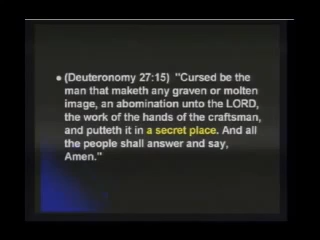 • (Deuteronomy 27:15) "Cursed be the
man that maketh any graven or molten
image, an abomination unto the LORD,
the work of the hands of the craftsman,
and putteth it in a secret place. And all
the people shall answer and say,
Amen."